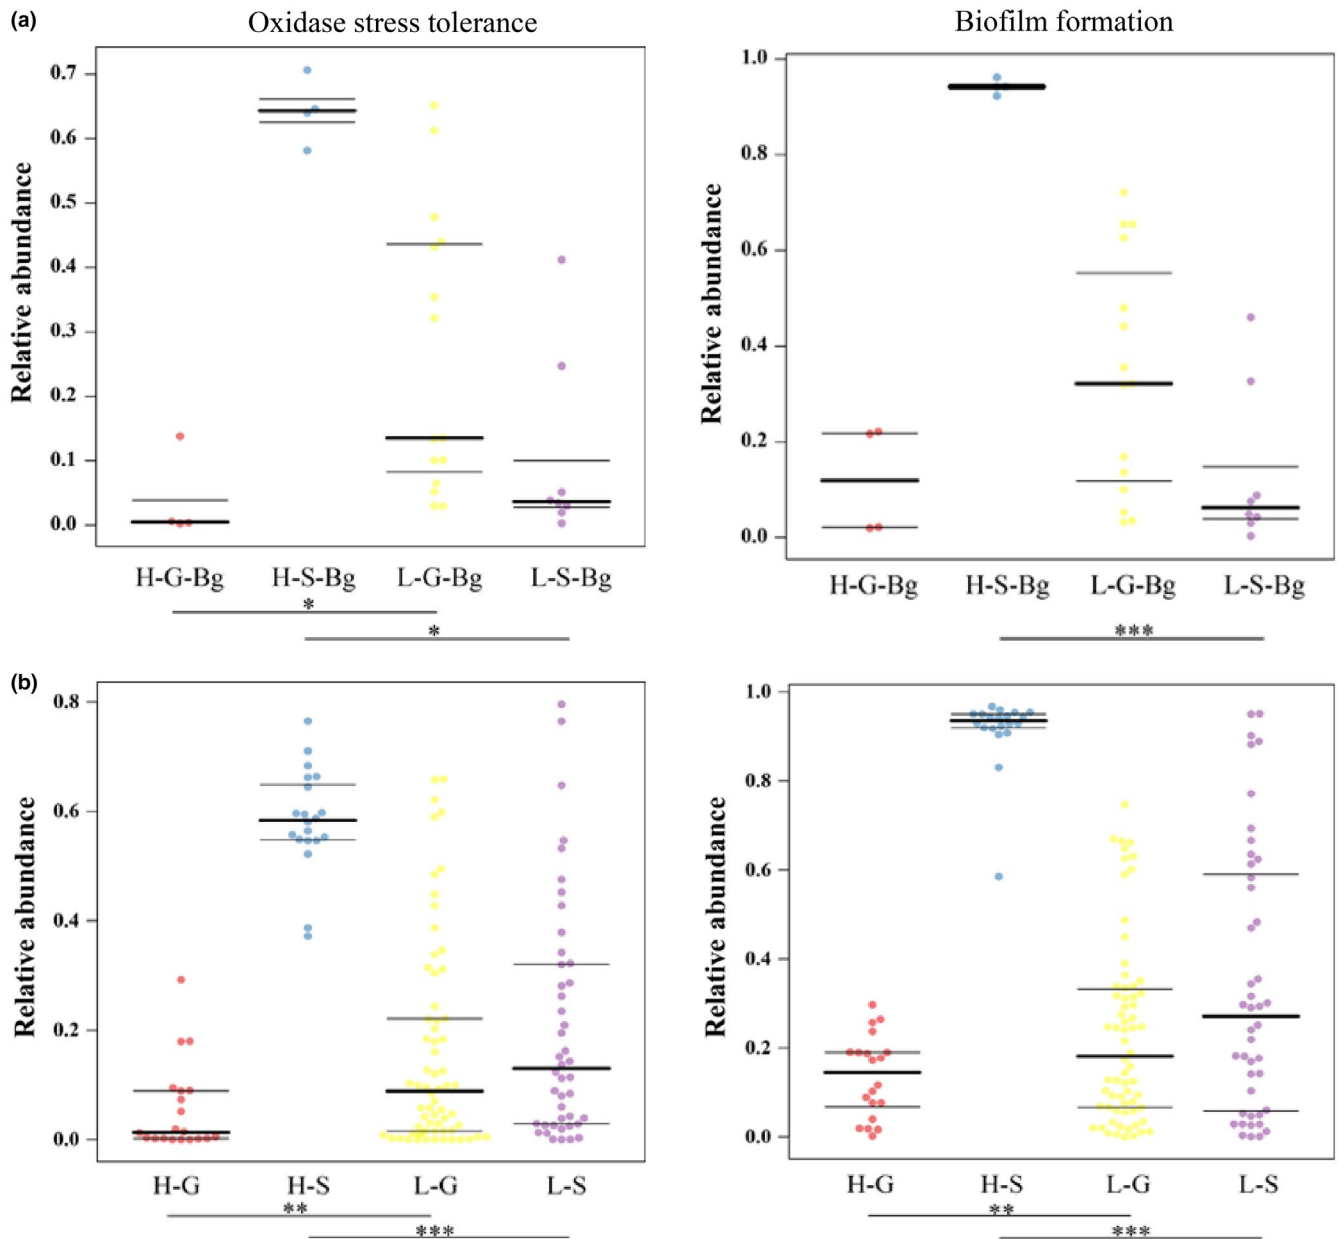 (a)
Oxidase stress tolerance
Relative abundance
0.7
0.6
0.5
0.4
0.3
0.2
0.1
0.0
H-G-Bg H-S-Bg L-G-Bg L-S-Bg
*
*
Biofilm formation
Relative abundance
1.0
0.8
0.6
0.4
0.2
0.0
H-G-Bg H-S-Bg L-G-Bg L-S-Bg
***
(b)
Relative abundance
0.8
0.6
0.4
0.2
0.0
H-G H-S L-G L-S
**
***
Relative abundance
1.0
0.8
0.6
0.4
0.2
0.0
H-G H-S L-G L-S
**
***